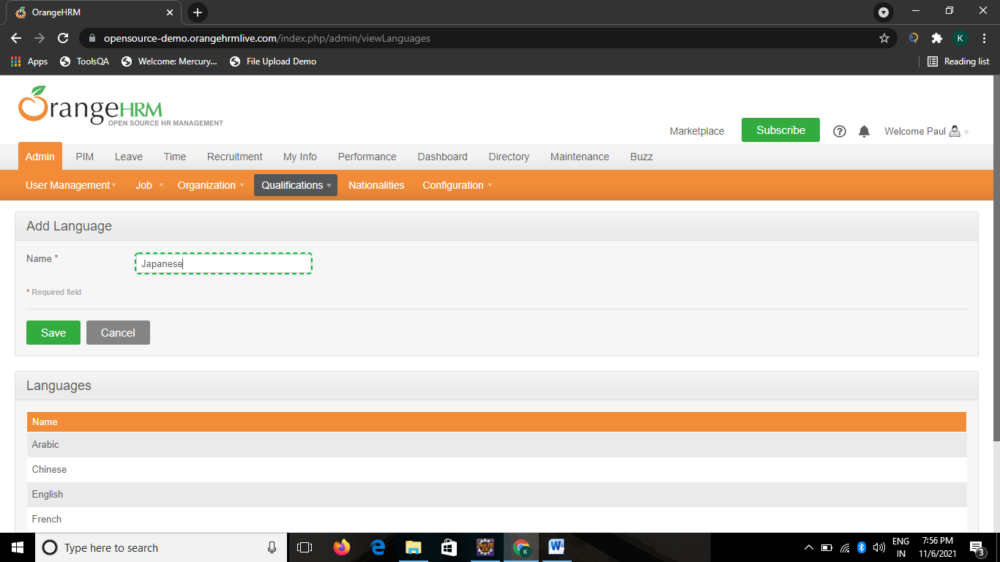 OrangeHRM
opensource-demo.orangehrmlive.com/index.php/admin/viewLanguages
K
Apps ToolsQA Welcome: Mercury... File Upload Demo Reading list
OrangeHRM
OPEN SOURCE HR MANAGEMENT
Marketplace Subscribe Welcome Paul
Admin PIM Leave Time Recruitment My Info Performance Dashboard Directory Maintenance Buzz
User Management Job Organization Qualifications Nationalities Configuration
Add Language
Name * Japanese
* Required field
Save Cancel
Languages
Name
Arabic
Chinese
English
French
Type here to search
ENG 7:56 PM
IN 11/6/2021 3